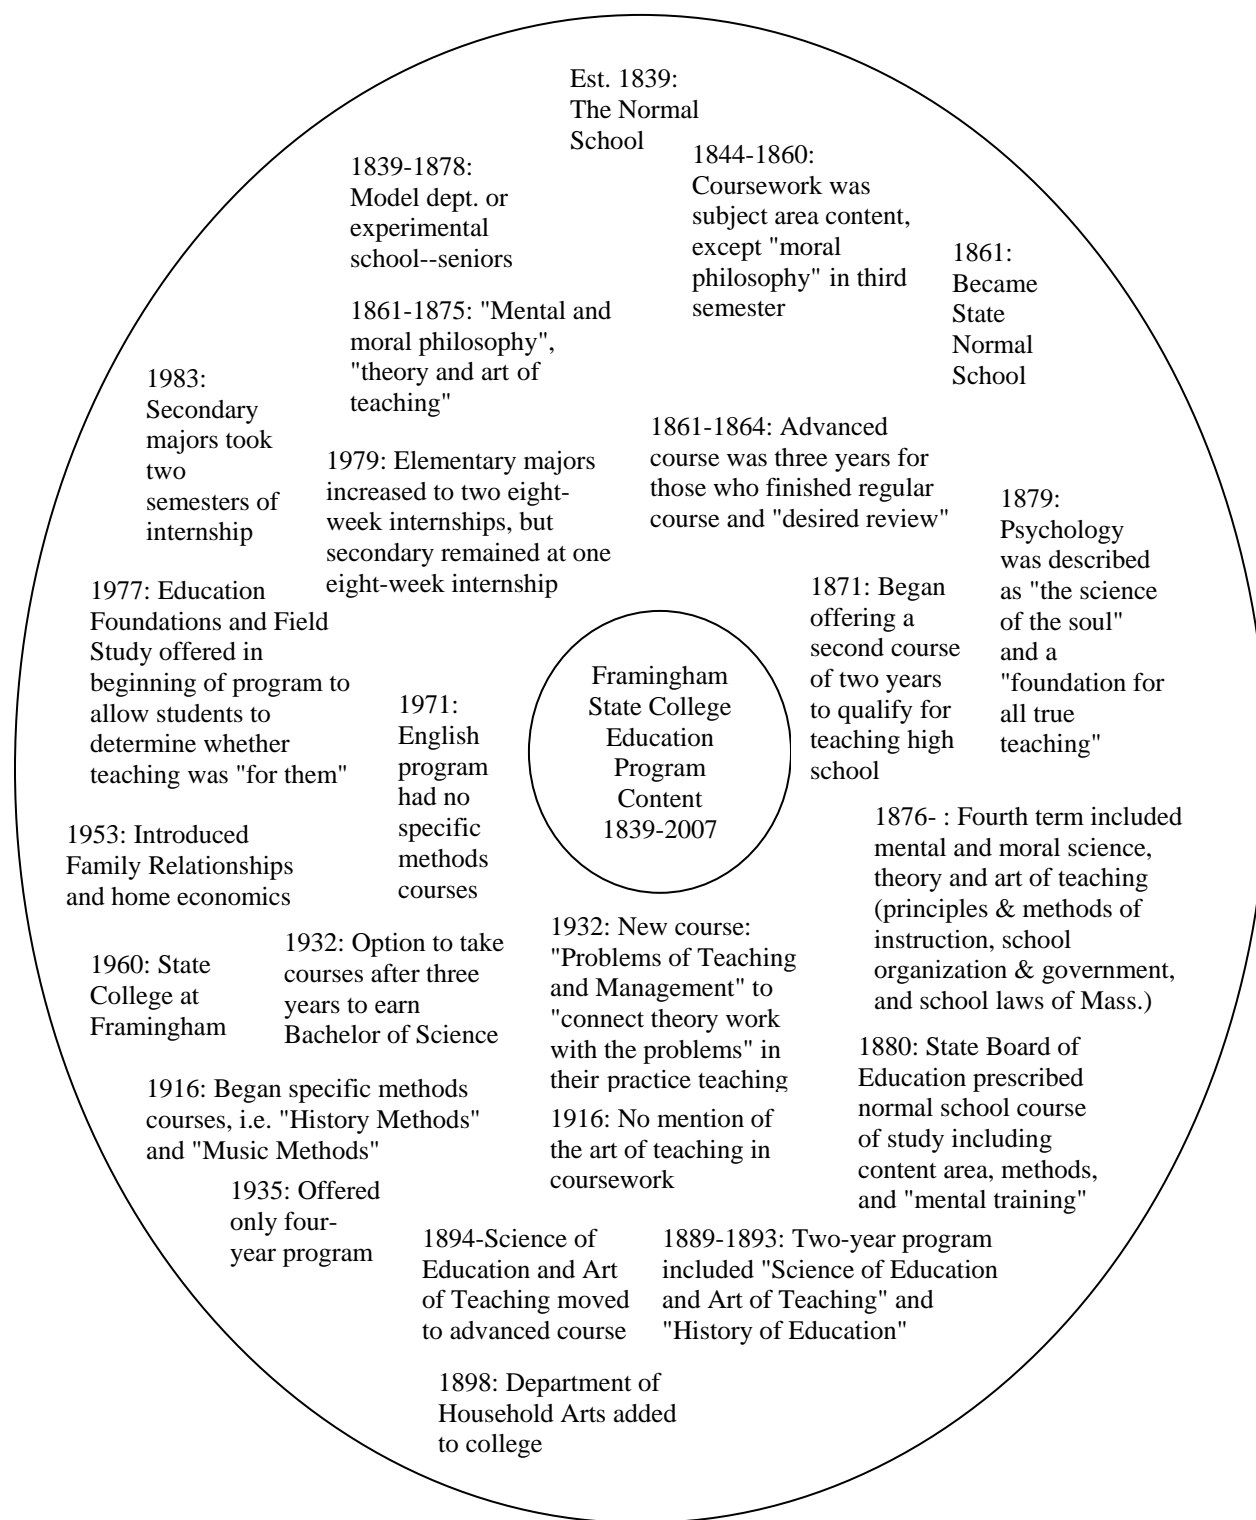 Est. 1839:
The Normal
School
1839-1878:
Model dept. or
experimental
school--seniors
1844-1860:
Coursework was
subject area content,
except "moral
philosophy" in third
semester
1861:
Became
State
Normal
School
1861-1875: "Mental and
moral philosophy",
"theory and art of
teaching"
1983:
Secondary
majors took
two
semesters of
internship
1979: Elementary majors
increased to two eight-
week internships, but
secondary remained at one
eight-week internship
1861-1864: Advanced
course was three years for
those who finished regular
course and "desired review"
1879:
Psychology
was described
as "the science
of the soul"
and a
"foundation for
all true
teaching"
1977: Education
Foundations and Field
Study offered in
beginning of program to
allow students to
determine whether
teaching was "for them"
1971:
English
program
had no
specific
methods
courses
Framingham
State College
Education
Program
Content
1839-2007
1871: Began
offering a
second course
of two years
to qualify for
teaching high
school
1953: Introduced
Family Relationships
and home economics
1876- : Fourth term included
mental and moral science,
theory and art of teaching
(principles & methods of
instruction, school
organization & government,
and school laws of Mass.)
1960: State
College at
Framingham
1932: Option to take
courses after three
years to earn
Bachelor of Science
1932: New course:
"Problems of Teaching
and Management" to
"connect theory work
with the problems" in
their practice teaching
1880: State Board of
Education prescribed
normal school course
of study including
content area, methods,
and "mental training"
1916: Began specific methods
courses, i.e. "History Methods"
and "Music Methods"
1916: No mention of
the art of teaching in
coursework
1935: Offered
only four-
year program
1894-Science of
Education and Art
of Teaching moved
to advanced course
1889-1893: Two-year program
included "Science of Education
and Art of Teaching" and
"History of Education"
1898: Department of
Household Arts added
to college